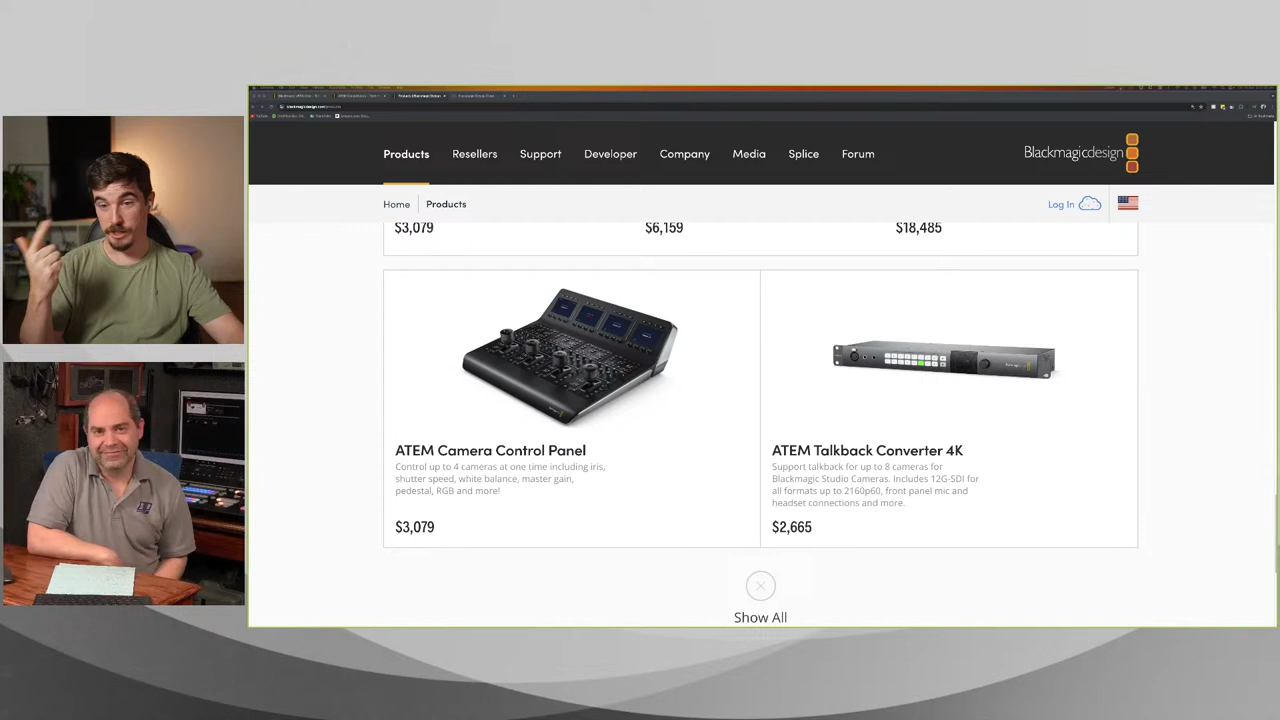 blackmagicdesign.com/products
Products
Resellers
Support
Developer
Company
Media
Splice
Forum
Blackmagicdesign
Home
Products
Log In
$3,079
$6,159
$18,485
ATEM Camera Control Panel
Control up to 4 cameras at one time including iris,
shutter speed, white balance, master gain,
pedestal, RGB and more!
$3,079
ATEM Talkback Converter 4K
Support talkback for up to 8 cameras for
Blackmagic Studio Cameras. Includes 12G-SDI for
all formats up to 2160p60, front panel mic and
headset connections and more.
$2,665
Show All